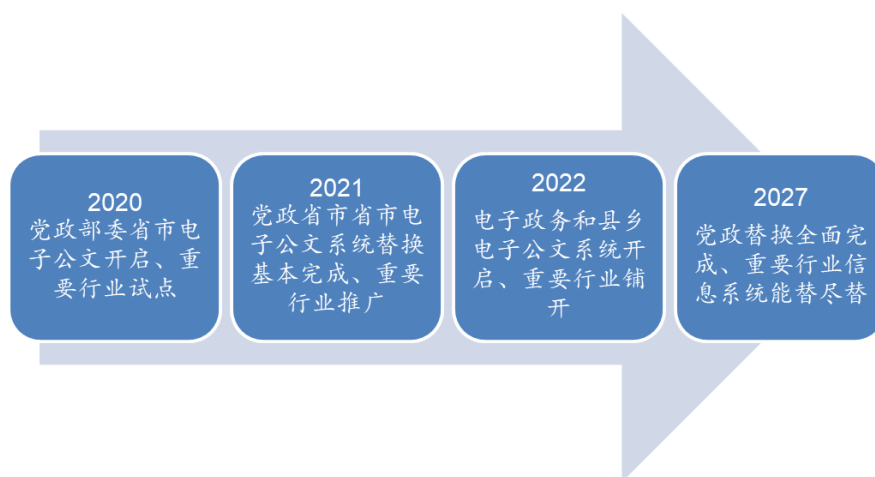 2020
党政部委省市电
子公文开启、重
要行业试点
2021
党政省市省市电
子公文系统替换
基本完成、重要
行业推广
2022
电子政务和县乡
电子公文系统开
启、重要行业铺
开
2027
党政替换全面完
成、重要行业信
息系统能替尽替